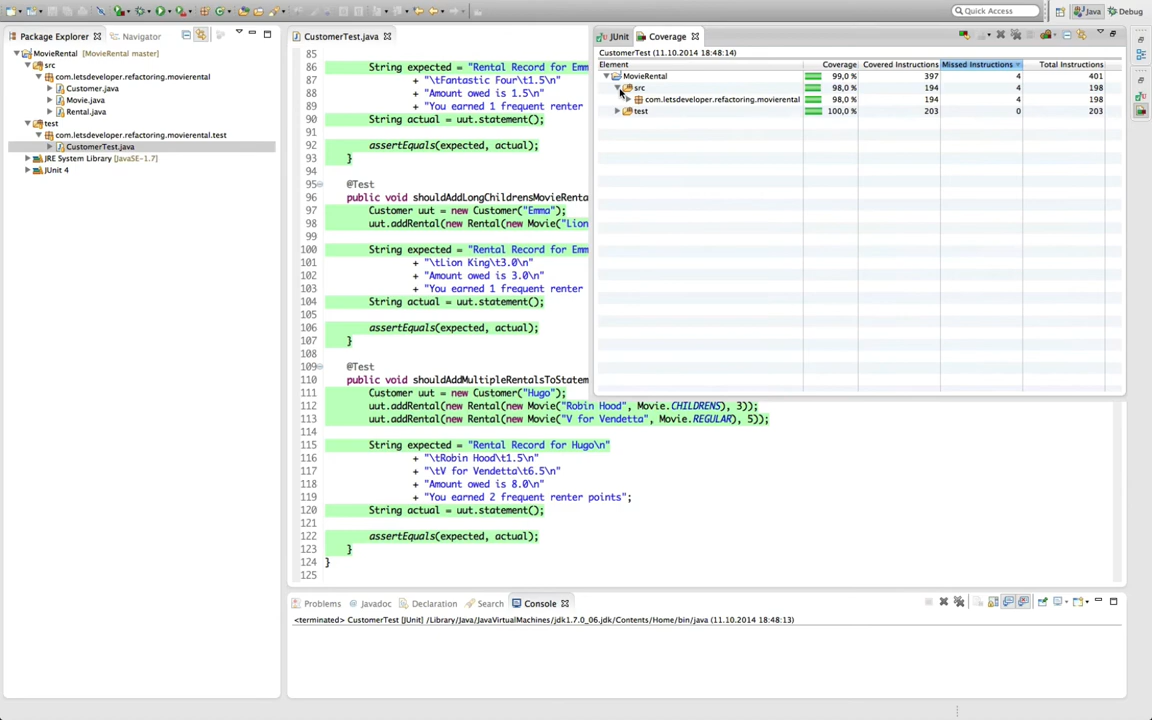 Quick Access
Java
Debug
Package Explorer
Navigator
MovieRental [MovieRental master]
src
com.letsdeveloper.refactoring.movierental
Customer.java
Movie.java
Rental.java
test
com.letsdeveloper.refactoring.movierental.test
CustomerTest.java
JRE System Library [JavaSE-1.7]
JUnit 4
CustomerTest.java
85
86 String expected = "Rental Record for Emm
87 + "\tFantastic Four\t1.5\n"
88 + "Amount owed is 1.5\n"
89 + "You earned 1 frequent renter
90 String actual = uut.statement();
91
92 assertEquals(expected, actual);
93 }
94
95 @Test
96 public void shouldAddLongChildrensMovieRenta
97 Customer uut = new Customer("Emma");
98 uut.addRental(new Rental(new Movie("Lion
99
100 String expected = "Rental Record for Emm
101 + "\tLion King\t3.0\n"
102 + "Amount owed is 3.0\n"
103 + "You earned 1 frequent renter
104 String actual = uut.statement();
105
106 assertEquals(expected, actual);
107 }
108
109 @Test
110 public void shouldAddMultipleRentalsToStatem
111 Customer uut = new Customer("Hugo");
112 uut.addRental(new Rental(new Movie("Robin Hood", Movie.CHILDRENS), 3));
113 uut.addRental(new Rental(new Movie("V for Vendetta", Movie.REGULAR), 5));
114
115 String expected = "Rental Record for Hugo\n"
116 + "\tRobin Hood\t1.5\n"
117 + "\tV for Vendetta\t6.5\n"
118 + "Amount owed is 8.0\n"
119 + "You earned 2 frequent renter points";
120 String actual = uut.statement();
121
122 assertEquals(expected, actual);
123 }
124 }
125
JUnit
Coverage
CustomerTest (11.10.2014 18:48:14)
Element Coverage Covered Instructions Missed Instructions Total Instructions
MovieRental 99,0 % 397 4 401
src 98,0 % 194 4 198
com.letsdeveloper.refactoring.movierental 98,0 % 194 4 198
test 100,0 % 203 0 203
Problems
Javadoc
Declaration
Search
Console
<terminated> CustomerTest [JUnit] /Library/Java/JavaVirtualMachines/jdk1.7.0_06.jdk/Contents/Home/bin/java (11.10.2014 18:48:13)